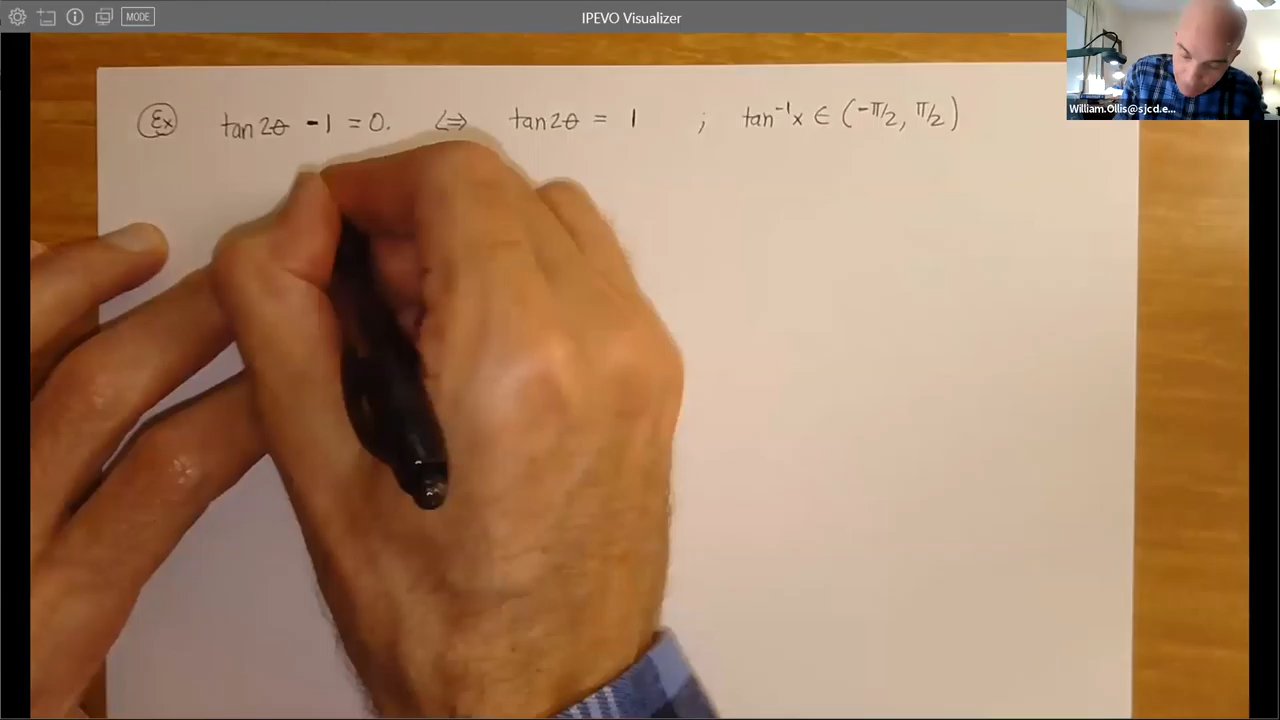 MODE
IPEVO Visualizer
William.Ollis@sjcd.e...
Ex tan 2θ - 1 = 0. ⇔ tan 2θ = 1 ; tan⁻¹x ∈ (-π/2, π/2)